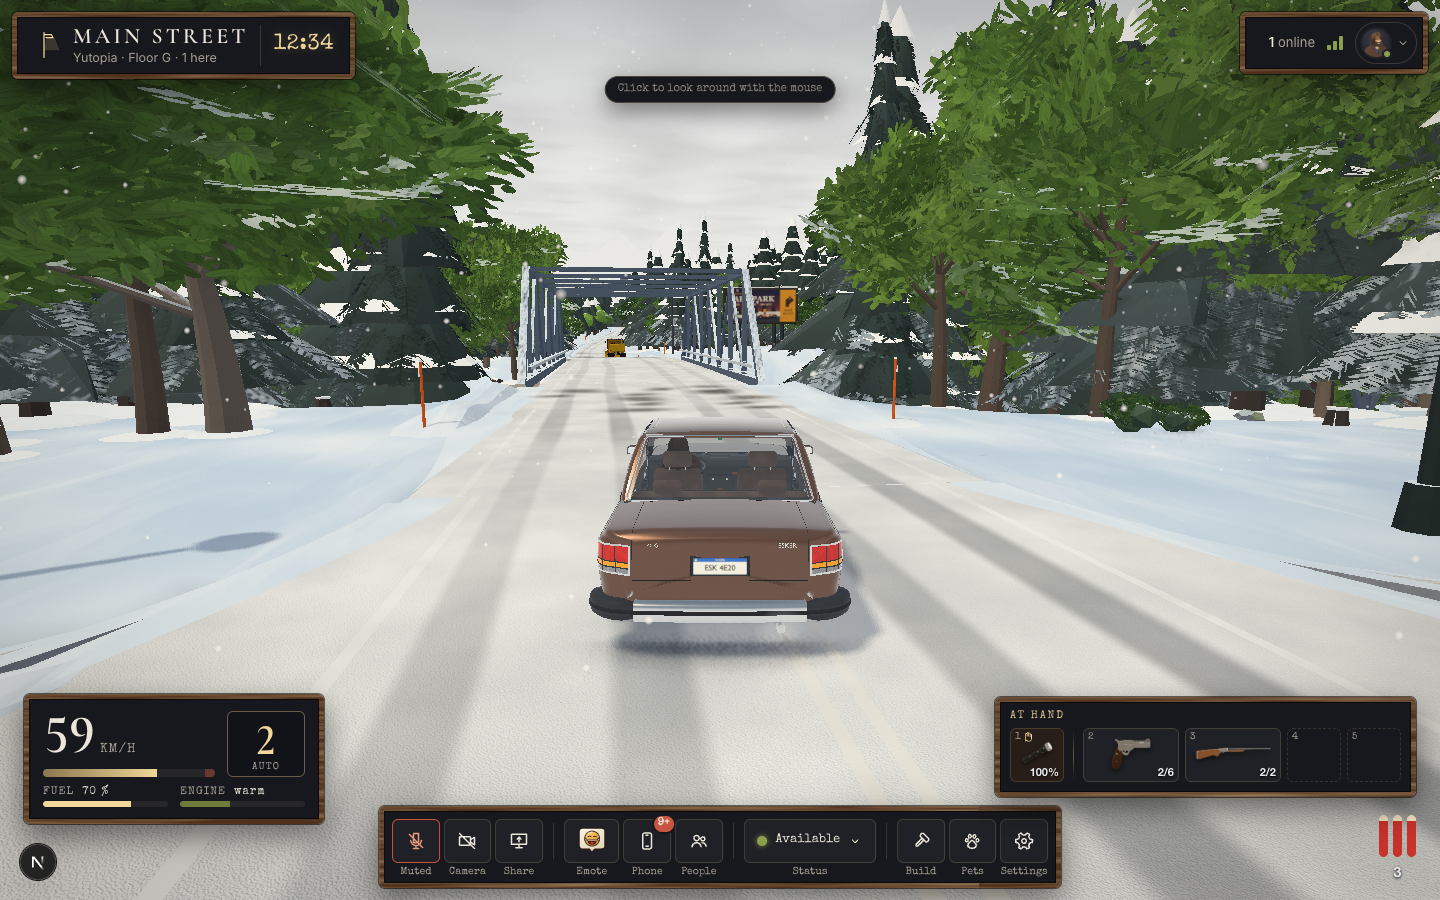 MAIN STREET
Yutopia · Floor G · 1 here
12:34
1 online
Click to look around with the mouse
PARK
ESKER
ESK 4E20
59 KM/H
2
AUTO
FUEL 70 %
ENGINE warm
AT HAND
1
100%
2
2/6
3
2/2
4
5
9+
Available
Muted
Camera
Share
Emote
Phone
People
Status
Build
Pets
Settings
N
3